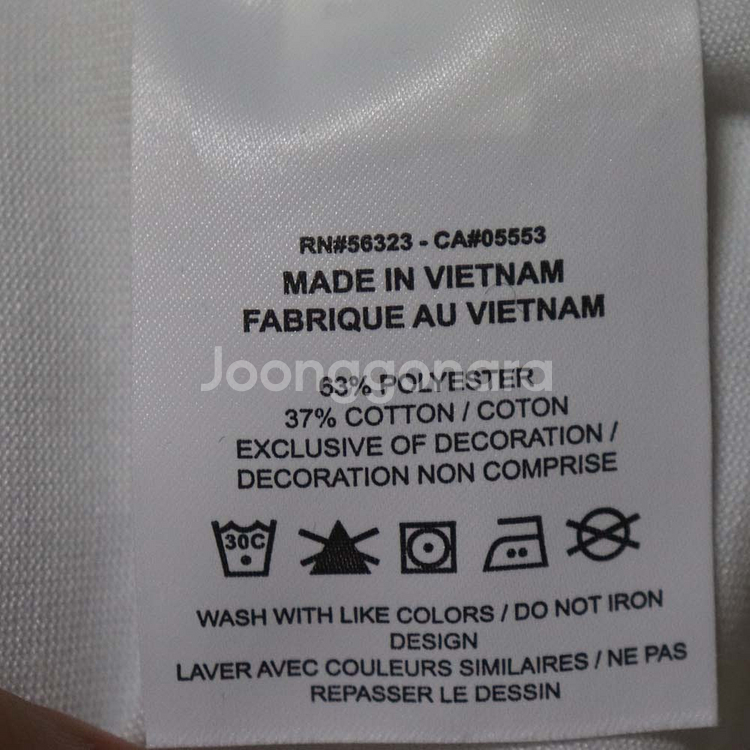 RN#56323 - CA#05553
MADE IN VIETNAM
FABRIQUE AU VIETNAM
Joonggonara
63% POLYESTER
37% COTTON / COTON
EXCLUSIVE OF DECORATION /
DECORATION NON COMPRISE
30C
WASH WITH LIKE COLORS / DO NOT IRON
DESIGN
LAVER AVEC COULEURS SIMILAIRES / NE PAS
REPASSER LE DESSIN